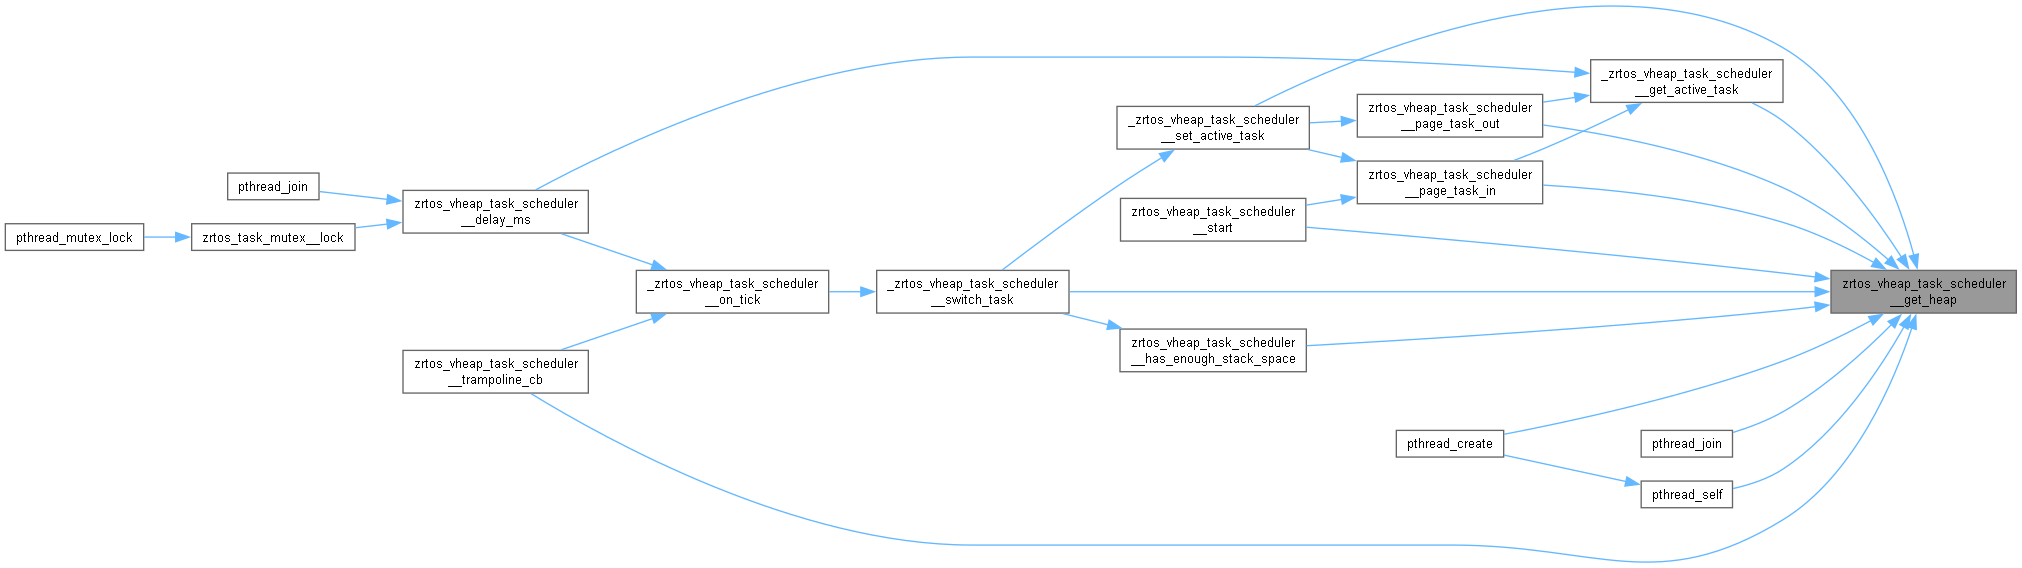 _zrtos_vheap_task_scheduler
__get_active_task
zrtos_vheap_task_scheduler
__page_task_out
_zrtos_vheap_task_scheduler
__set_active_task
zrtos_vheap_task_scheduler
__page_task_in
pthread_join
zrtos_vheap_task_scheduler
__delay_ms
zrtos_vheap_task_scheduler
__start
pthread_mutex_lock
zrtos_task_mutex__lock
_zrtos_vheap_task_scheduler
__on_tick
_zrtos_vheap_task_scheduler
__switch_task
zrtos_vheap_task_scheduler
__get_heap
zrtos_vheap_task_scheduler
__has_enough_stack_space
zrtos_vheap_task_scheduler
__trampoline_cb
pthread_create
pthread_join
pthread_self